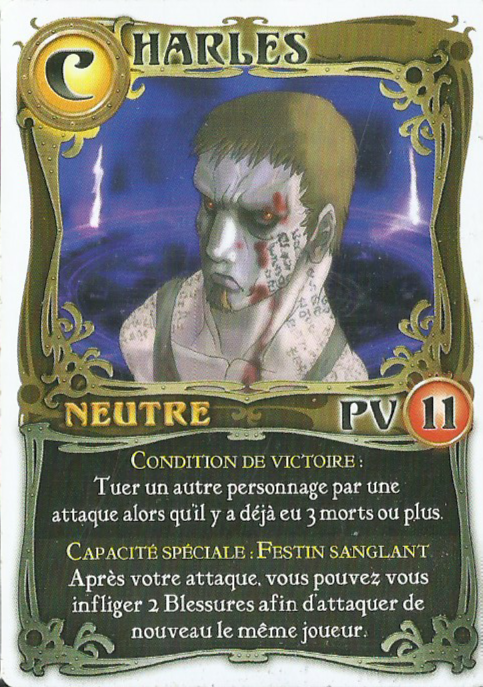 CHARLES
NEUTRE PV 11
CONDITION DE VICTOIRE :
Tuer un autre personnage par une
attaque alors qu'il y a déjà eu 3 morts ou plus.
CAPACITÉ SPÉCIALE : FESTIN SANGLANT
Après votre attaque, vous pouvez vous
infliger 2 Blessures afin d'attaquer de
nouveau le même joueur.